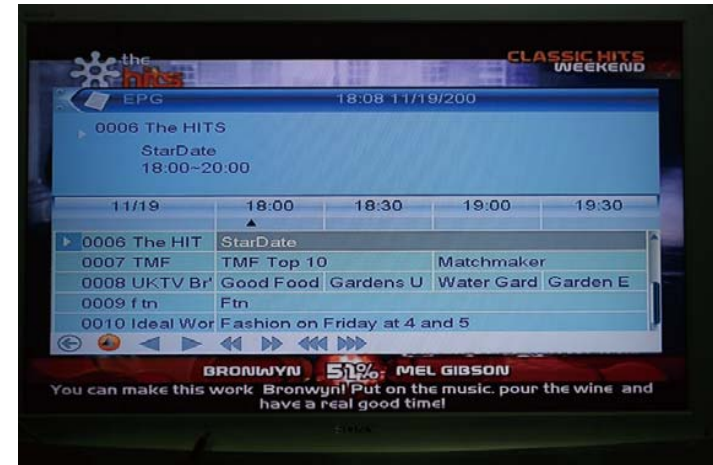 the
hits
CLASSIC HITS
WEEKEND
EPG 18:08 11/19/200
0006 The HITS
StarDate
18:00~20:00
11/19 18:00 18:30 19:00 19:30
0006 The HIT StarDate
0007 TMF TMF Top 10 Matchmaker
0008 UKTV Br' Good Food Gardens U Water Gard Garden E
0009 ftn Ftn
0010 Ideal Wor Fashion on Friday at 4 and 5
BRONWYN 51%: MEL GIBSON
You can make this work Bronwyn! Put on the music. pour the wine and
have a real good time!